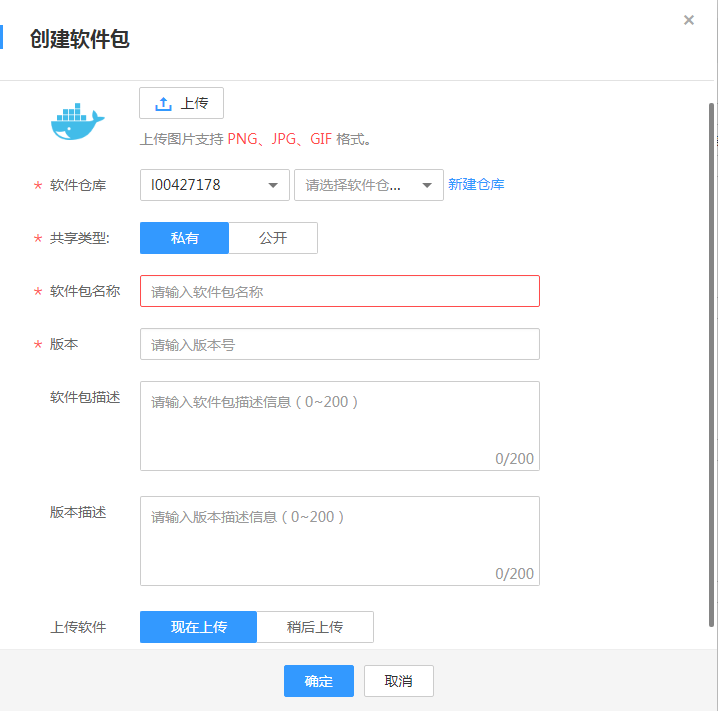 创建软件包
×
上传
上传图片支持 PNG、JPG、GIF 格式。
* 软件仓库 l00427178 请选择软件仓... 新建仓库
* 共享类型: 私有 公开
* 软件包名称 请输入软件包名称
* 版本 请输入版本号
软件包描述 请输入软件包描述信息（0~200）
0/200
版本描述 请输入版本描述信息（0~200）
0/200
上传软件 现在上传 稍后上传
确定 取消